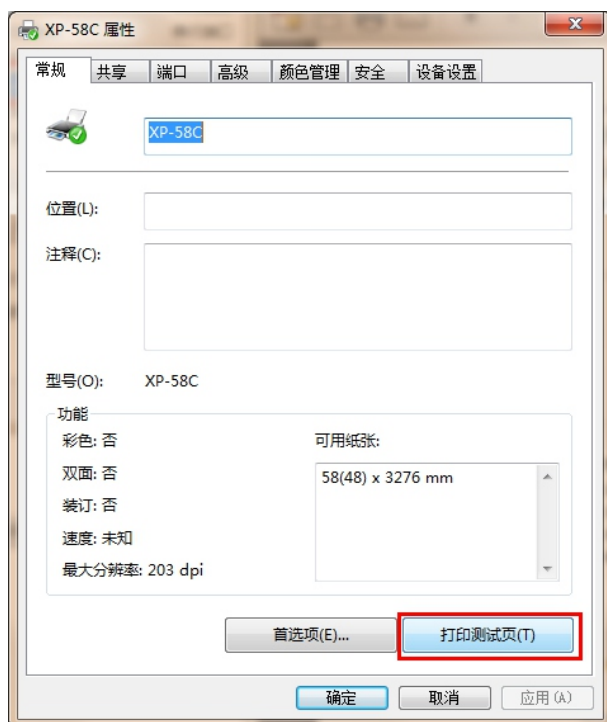 XP-58C 属性
常规 共享 端口 高级 颜色管理 安全 设备设置
XP-58C
位置(L):
注释(C):
型号(O): XP-58C
功能
彩色: 否 可用纸张:
双面: 否 58(48) x 3276 mm
装订: 否
速度: 未知
最大分辨率: 203 dpi
首选项(E)... 打印测试页(T)
确定 取消 应用(A)